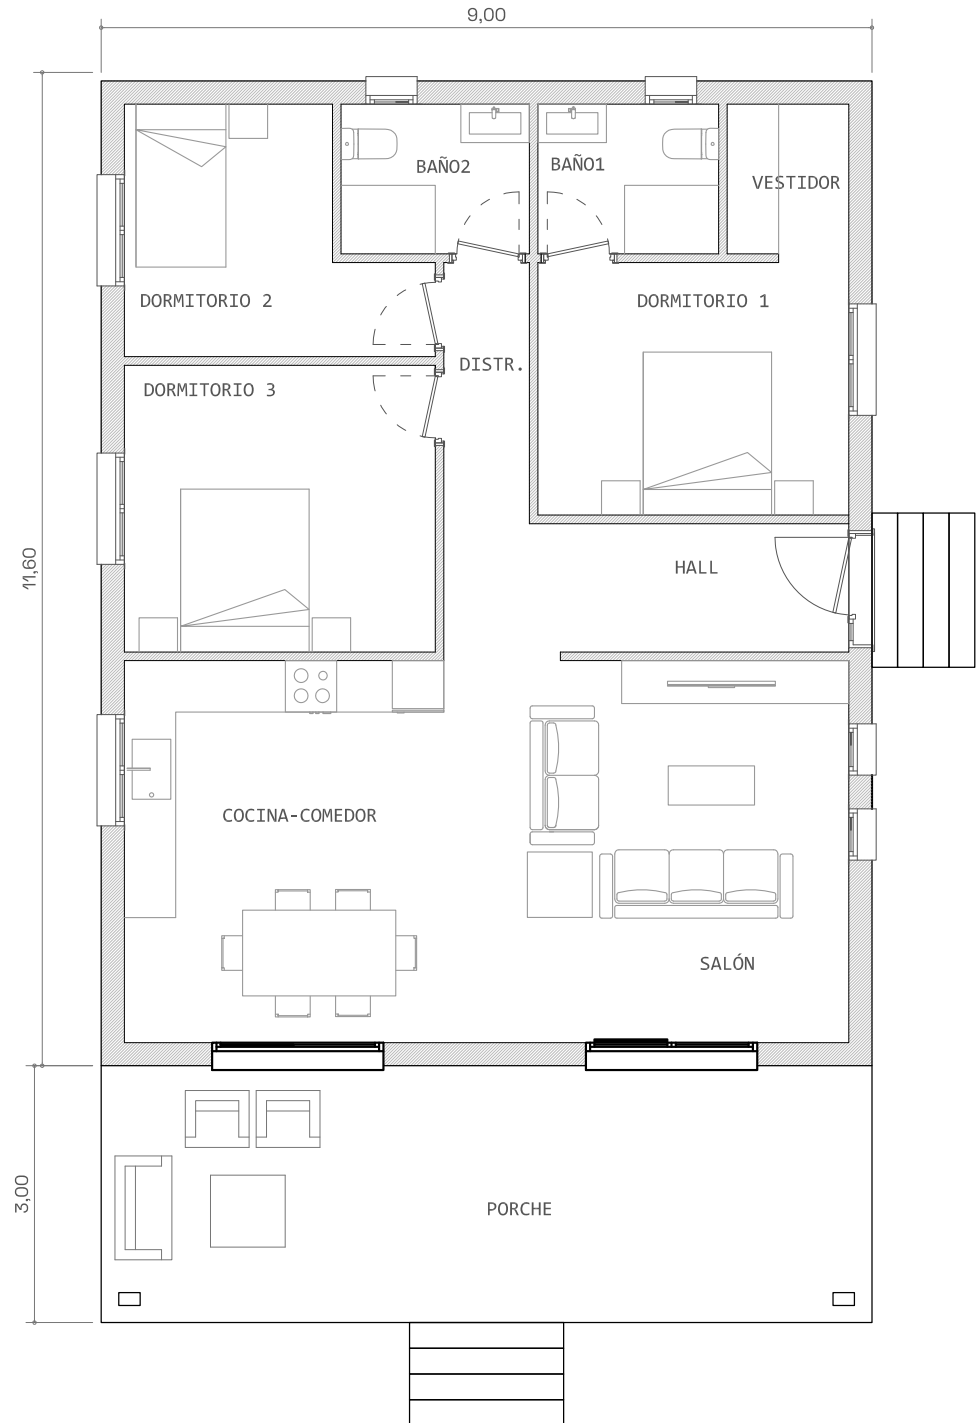 9,00
BAÑO2
BAÑO1
VESTIDOR
DORMITORIO 2
DORMITORIO 1
DISTR.
DORMITORIO 3
11,60
HALL
COCINA-COMEDOR
SALÓN
3,00
PORCHE